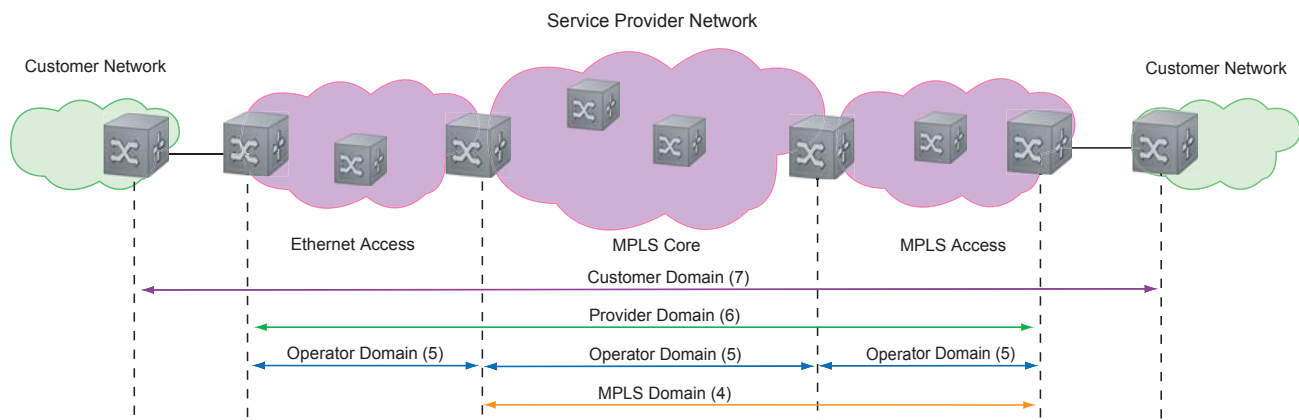 Service Provider Network
Customer Network
Customer Network
Ethernet Access
MPLS Core
MPLS Access
Customer Domain (7)
Provider Domain (6)
Operator Domain (5)
Operator Domain (5)
Operator Domain (5)
MPLS Domain (4)